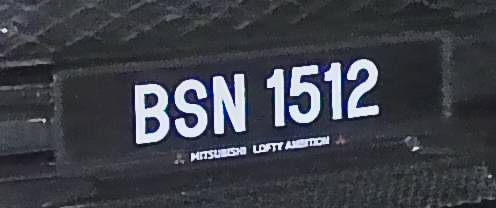 BSN 1512
MITSUBISHI LOFTY AMBITION